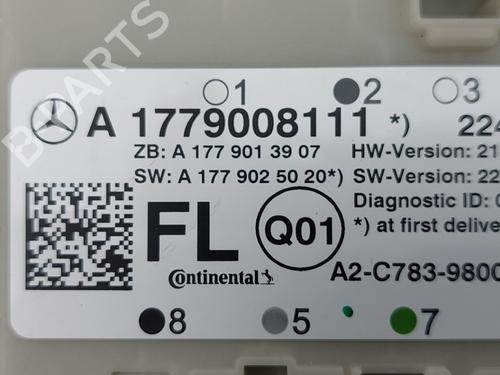 1 2 3
A 1779008111 *) 224
ZB: A 177 901 39 07 HW-Version: 21
SW: A 177 902 50 20*) SW-Version: 22
Diagnostic ID: 0
FL Q01 *) at first delive
Continental A2-C783-9800
8 5 7
B PARTS